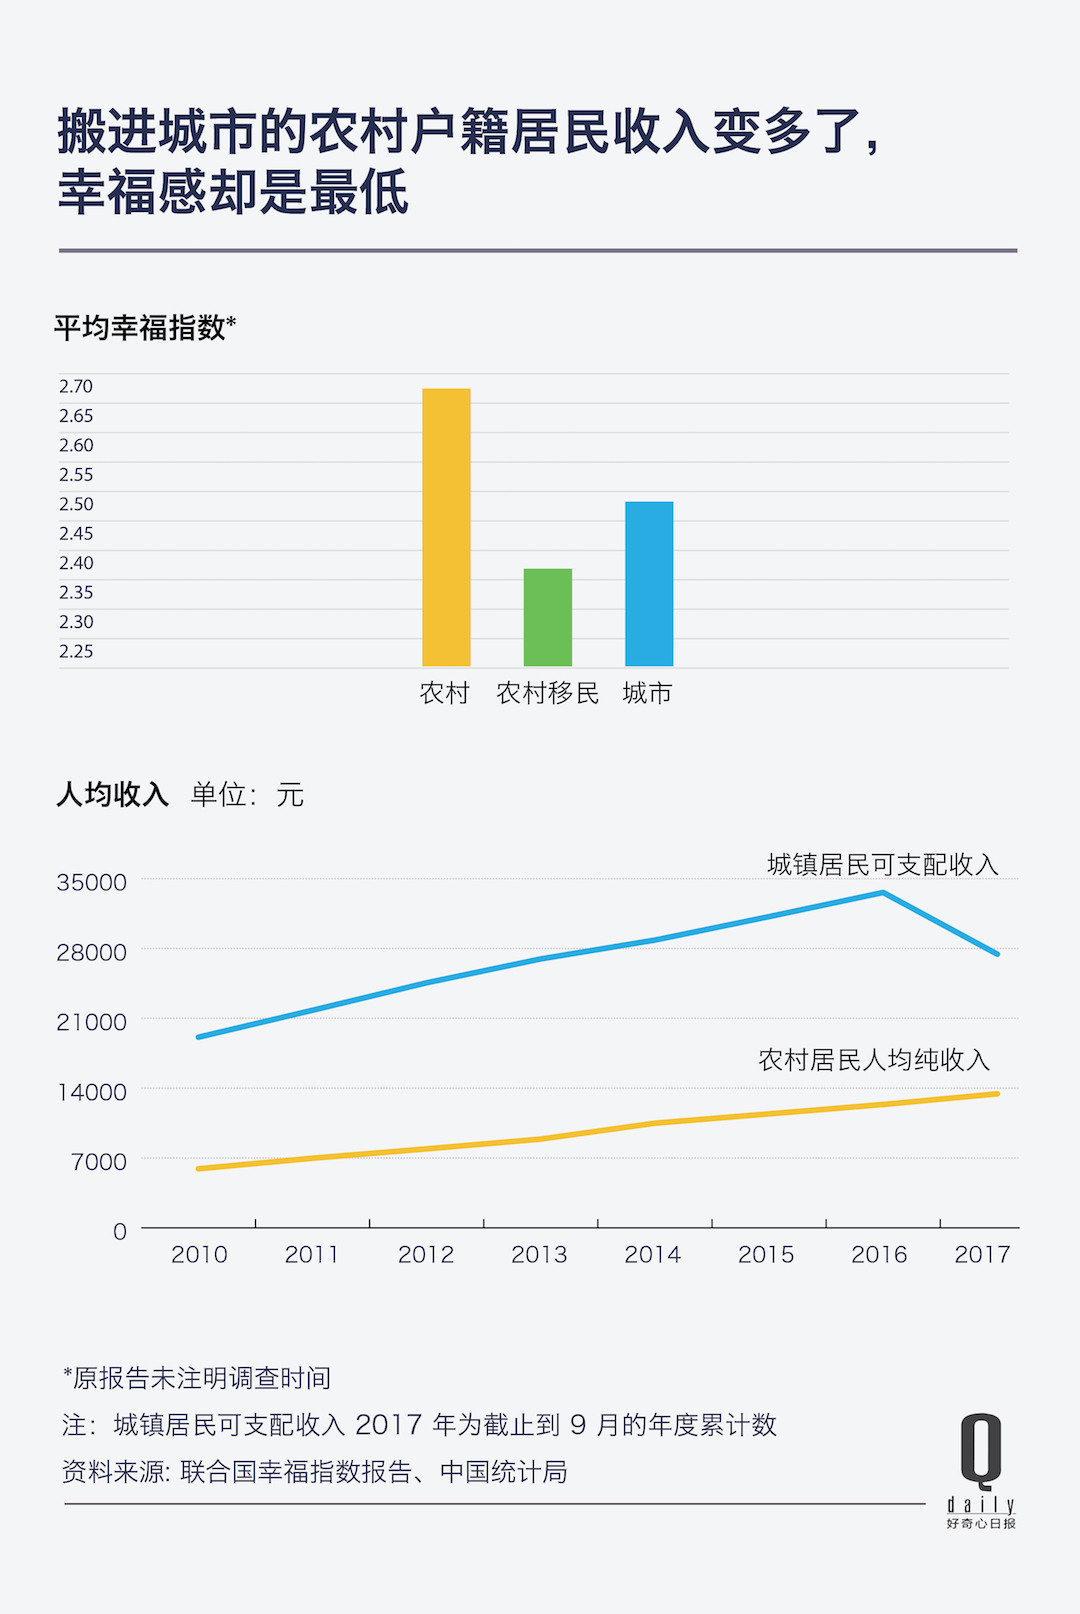 搬进城市的农村户籍居民收入变多了，
幸福感却是最低
平均幸福指数*
2.70
2.65
2.60
2.55
2.50
2.45
2.40
2.35
2.30
2.25
农村 农村移民 城市
人均收入 单位：元
城镇居民可支配收入
35000
28000
21000
农村居民人均纯收入
14000
7000
0
2010 2011 2012 2013 2014 2015 2016 2017
*原报告未注明调查时间
注：城镇居民可支配收入 2017 年为截止到 9 月的年度累计数
资料来源: 联合国幸福指数报告、中国统计局
Q
daily
好奇心日报